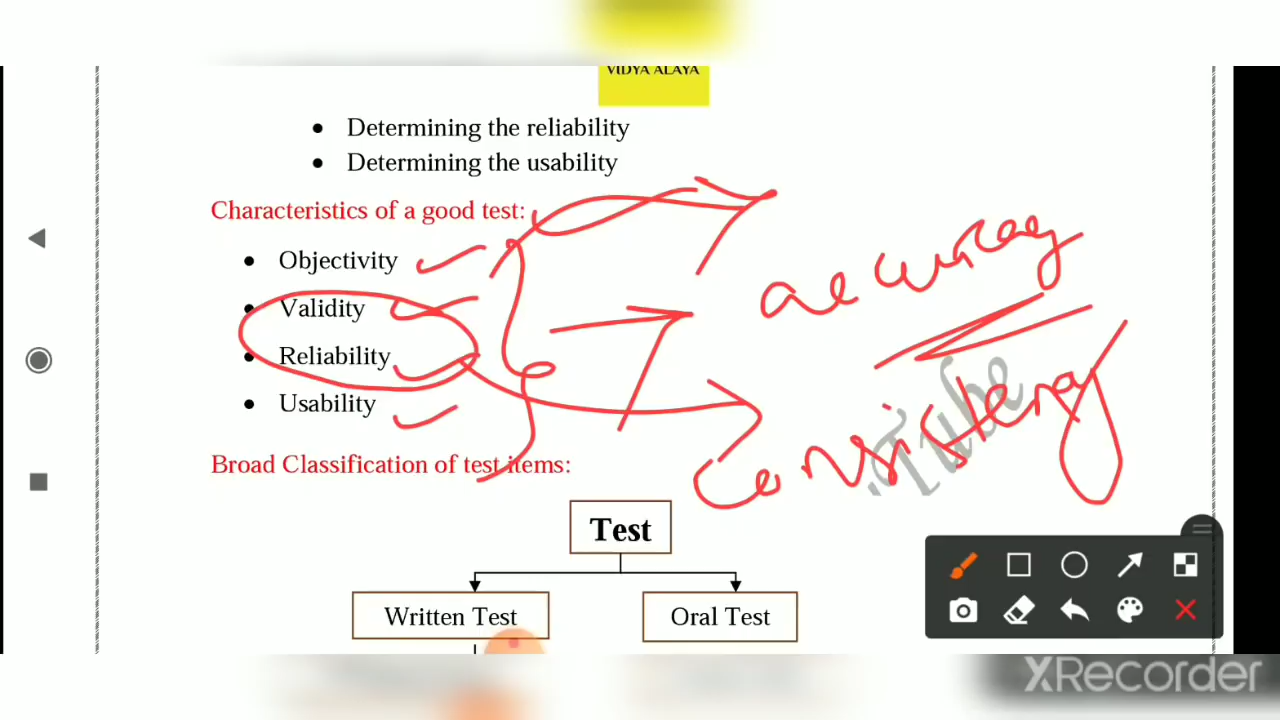 VIDYA ALAYA
• Determining the reliability
• Determining the usability
Characteristics of a good test:
• Objectivity
• Validity
• Reliability
• Usability
accuracy
consistency
Tube
Broad Classification of test items:
Test
Written Test
Oral Test
XRecorder